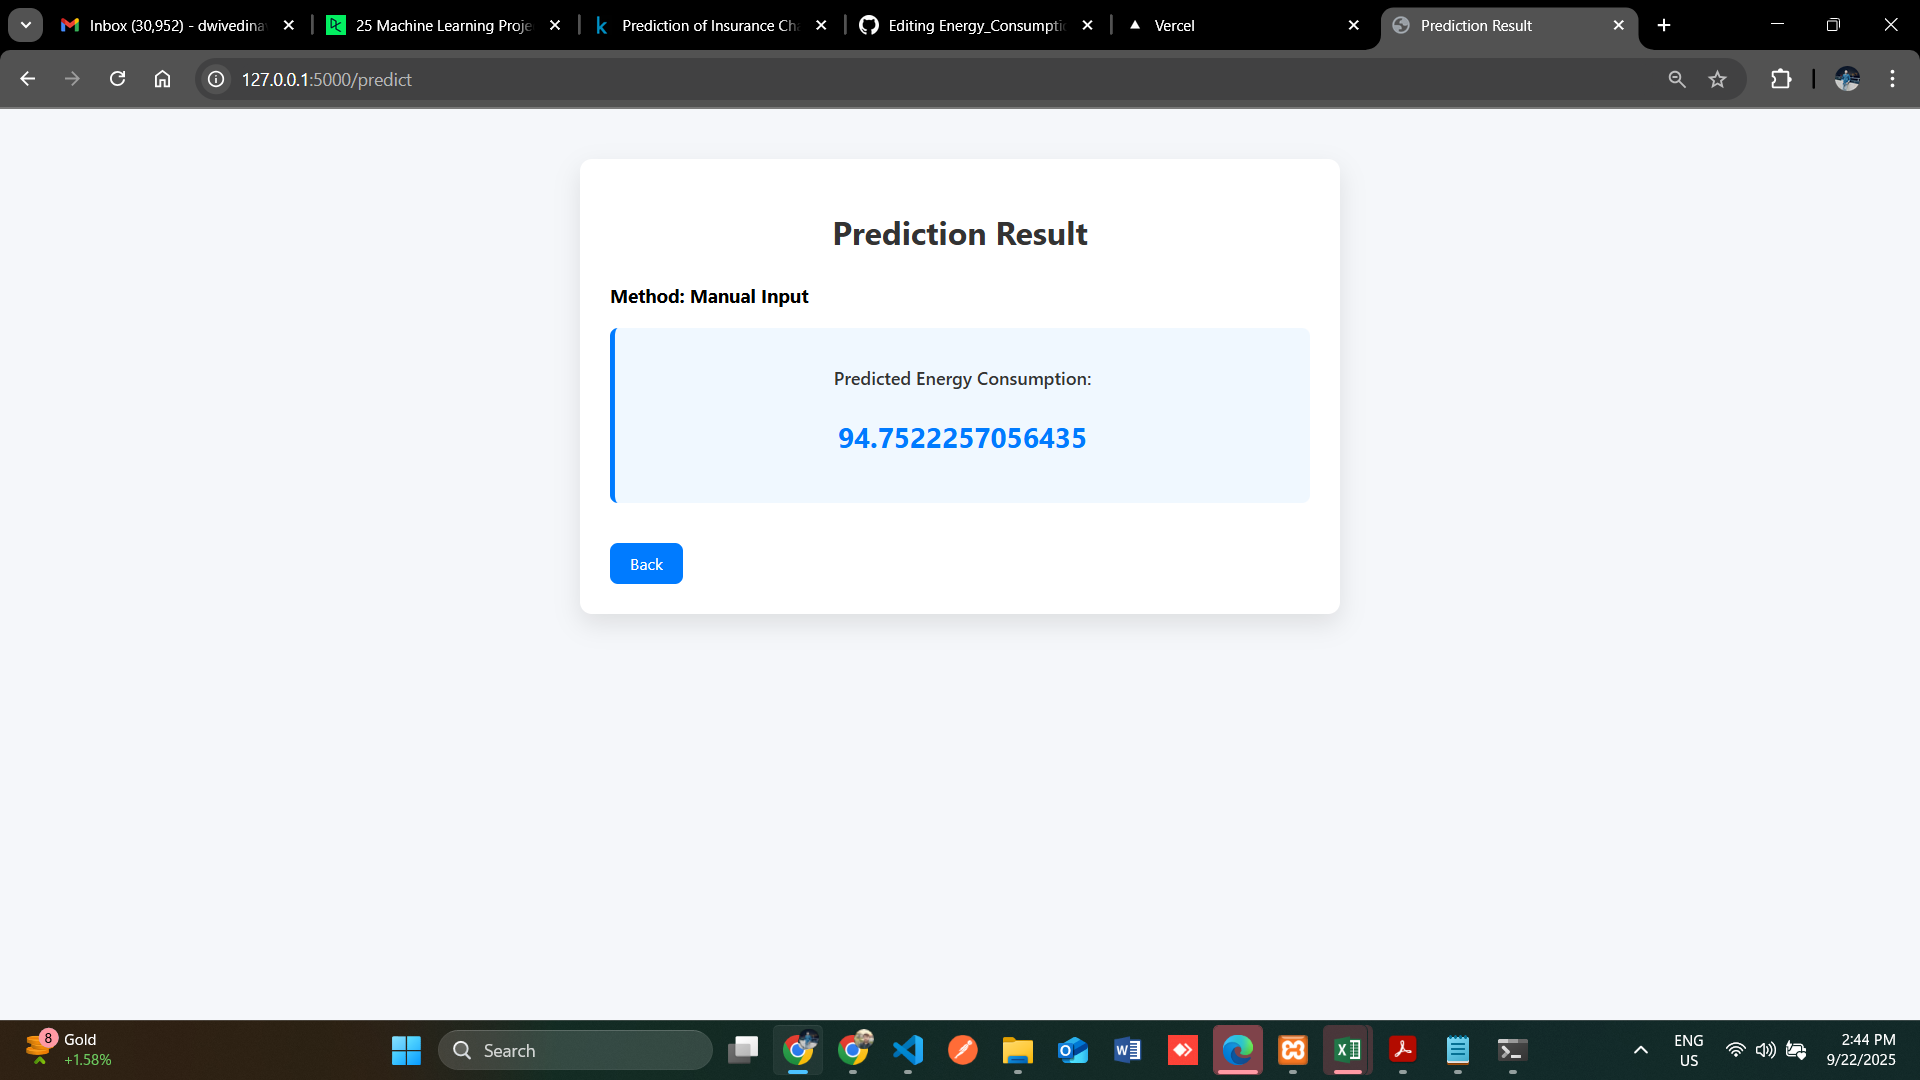 Inbox (30,952) - dwivedina
25 Machine Learning Proje
Prediction of Insurance Cha
Editing Energy_Consumptio
Vercel
Prediction Result
127.0.0.1:5000/predict
Prediction Result
Method: Manual Input
Predicted Energy Consumption:
94.7522257056435
Back
8
Gold
+1.58%
Search
ENG
US
2:44 PM
9/22/2025